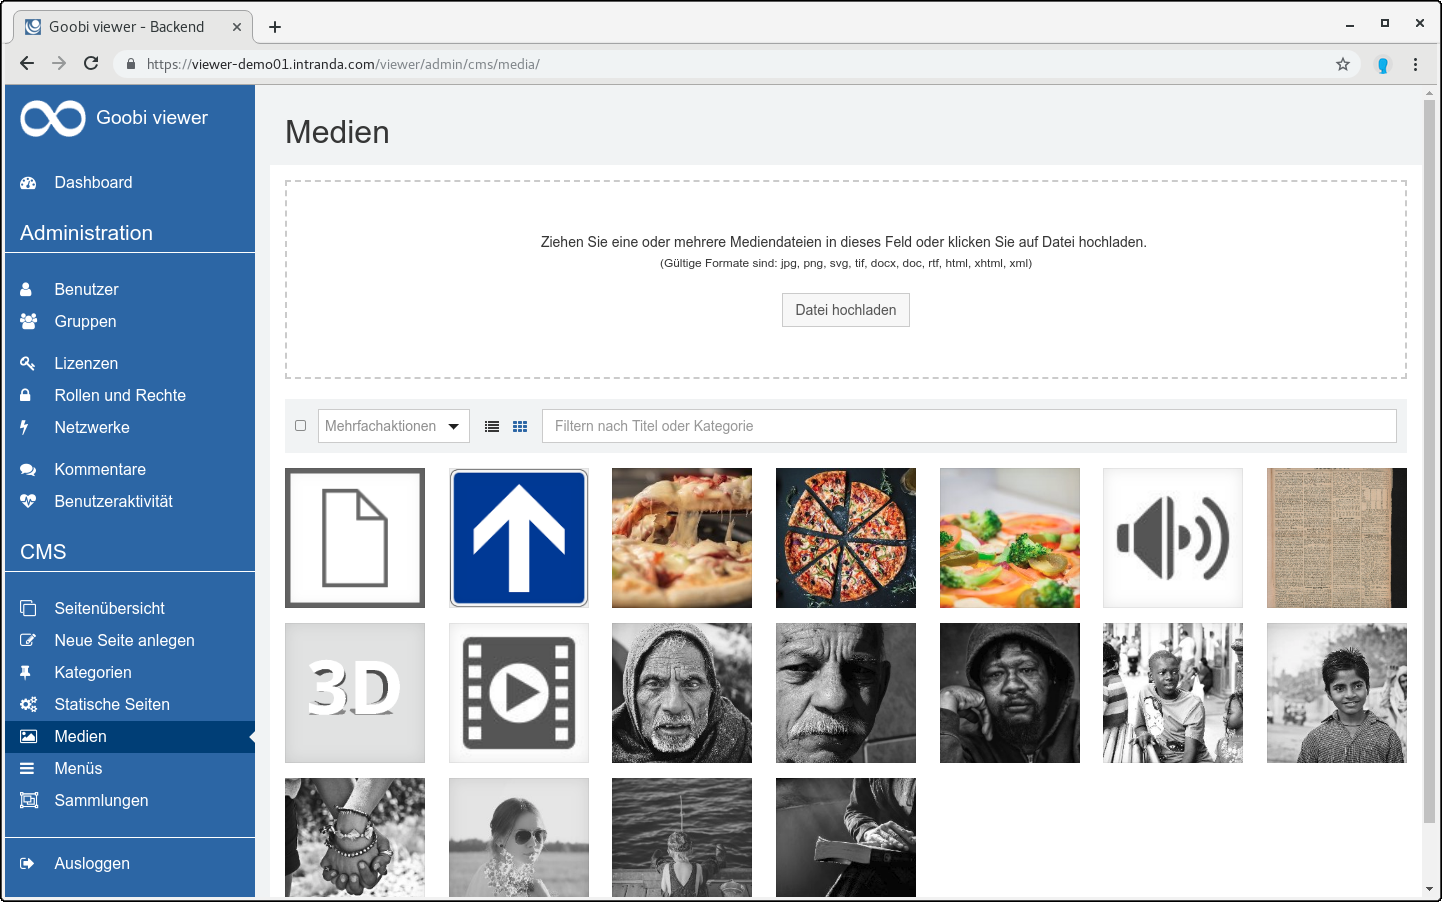 Goobi viewer - Backend
https://viewer-demo01.intranda.com/viewer/admin/cms/media/
Goobi viewer
Dashboard
Administration
Benutzer
Gruppen
Lizenzen
Rollen und Rechte
Netzwerke
Kommentare
Benutzeraktivität
CMS
Seitenübersicht
Neue Seite anlegen
Kategorien
Statische Seiten
Medien
Menüs
Sammlungen
Ausloggen
Medien
Ziehen Sie eine oder mehrere Mediendateien in dieses Feld oder klicken Sie auf Datei hochladen.
(Gültige Formate sind: jpg, png, svg, tif, docx, doc, rtf, html, xhtml, xml)
Datei hochladen
Mehrfachaktionen
Filtern nach Titel oder Kategorie
3D